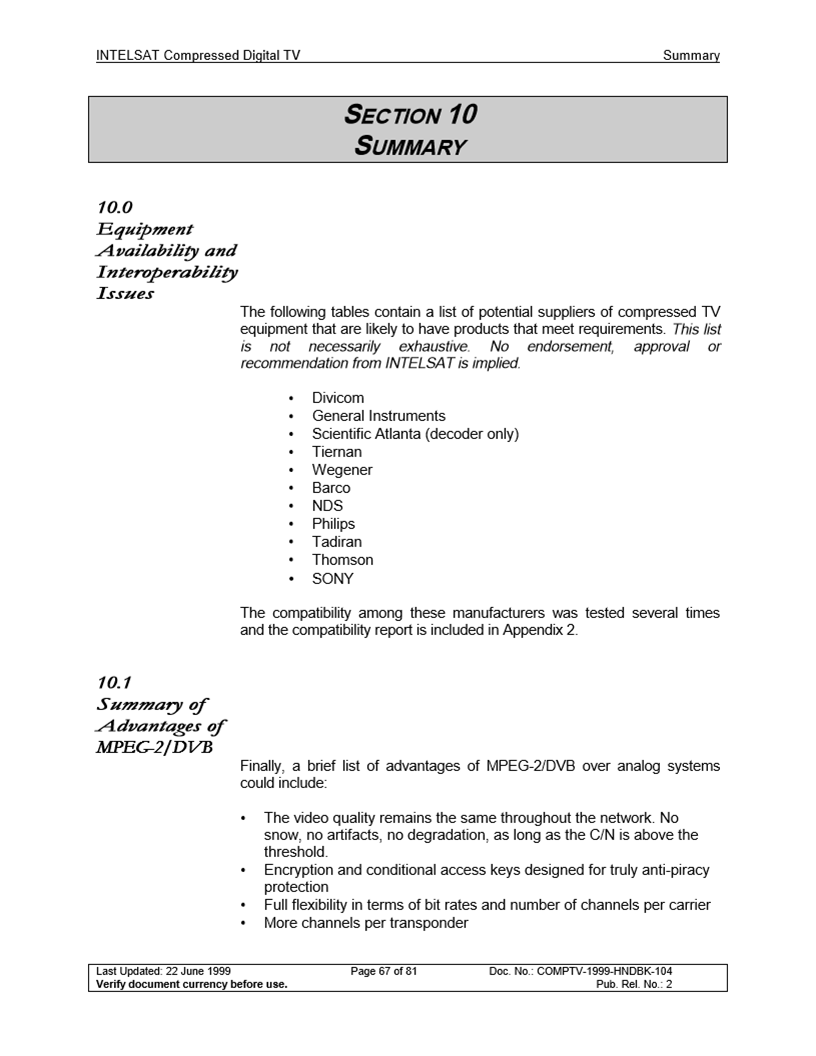 INTELSAT Compressed Digital TV Summary
SECTION 10
SUMMARY
10.0
Equipment
Availability and
Interoperability
Issues
The following tables contain a list of potential suppliers of compressed TV
equipment that are likely to have products that meet requirements. This list
is not necessarily exhaustive. No endorsement, approval or
recommendation from INTELSAT is implied.
• Divicom
• General Instruments
• Scientific Atlanta (decoder only)
• Tiernan
• Wegener
• Barco
• NDS
• Philips
• Tadiran
• Thomson
• SONY
The compatibility among these manufacturers was tested several times
and the compatibility report is included in Appendix 2.
10.1
Summary of
Advantages of
MPEG-2/DVB
Finally, a brief list of advantages of MPEG-2/DVB over analog systems
could include:
• The video quality remains the same throughout the network. No
snow, no artifacts, no degradation, as long as the C/N is above the
threshold.
• Encryption and conditional access keys designed for truly anti-piracy
protection
• Full flexibility in terms of bit rates and number of channels per carrier
• More channels per transponder
Last Updated: 22 June 1999 Page 67 of 81 Doc. No.: COMPTV-1999-HNDBK-104
Verify document currency before use. Pub. Rel. No.: 2